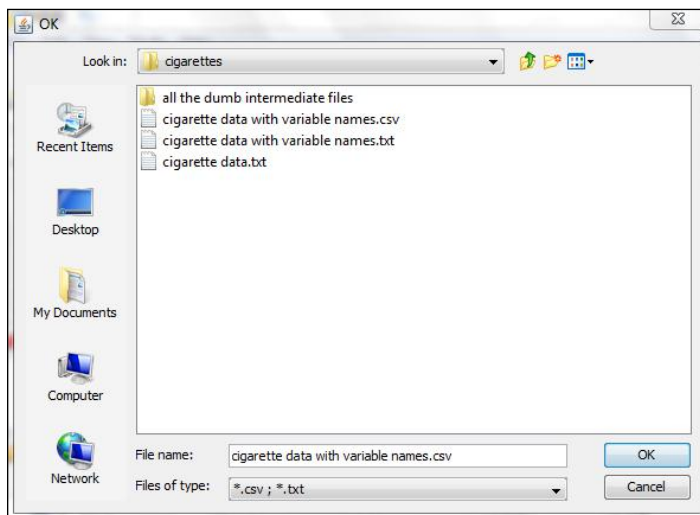 OK
Look in: cigarettes
all the dumb intermediate files
cigarette data with variable names.csv
cigarette data with variable names.txt
cigarette data.txt
Recent Items
Desktop
My Documents
Computer
Network
File name: cigarette data with variable names.csv OK
Files of type: *.csv ; *.txt Cancel